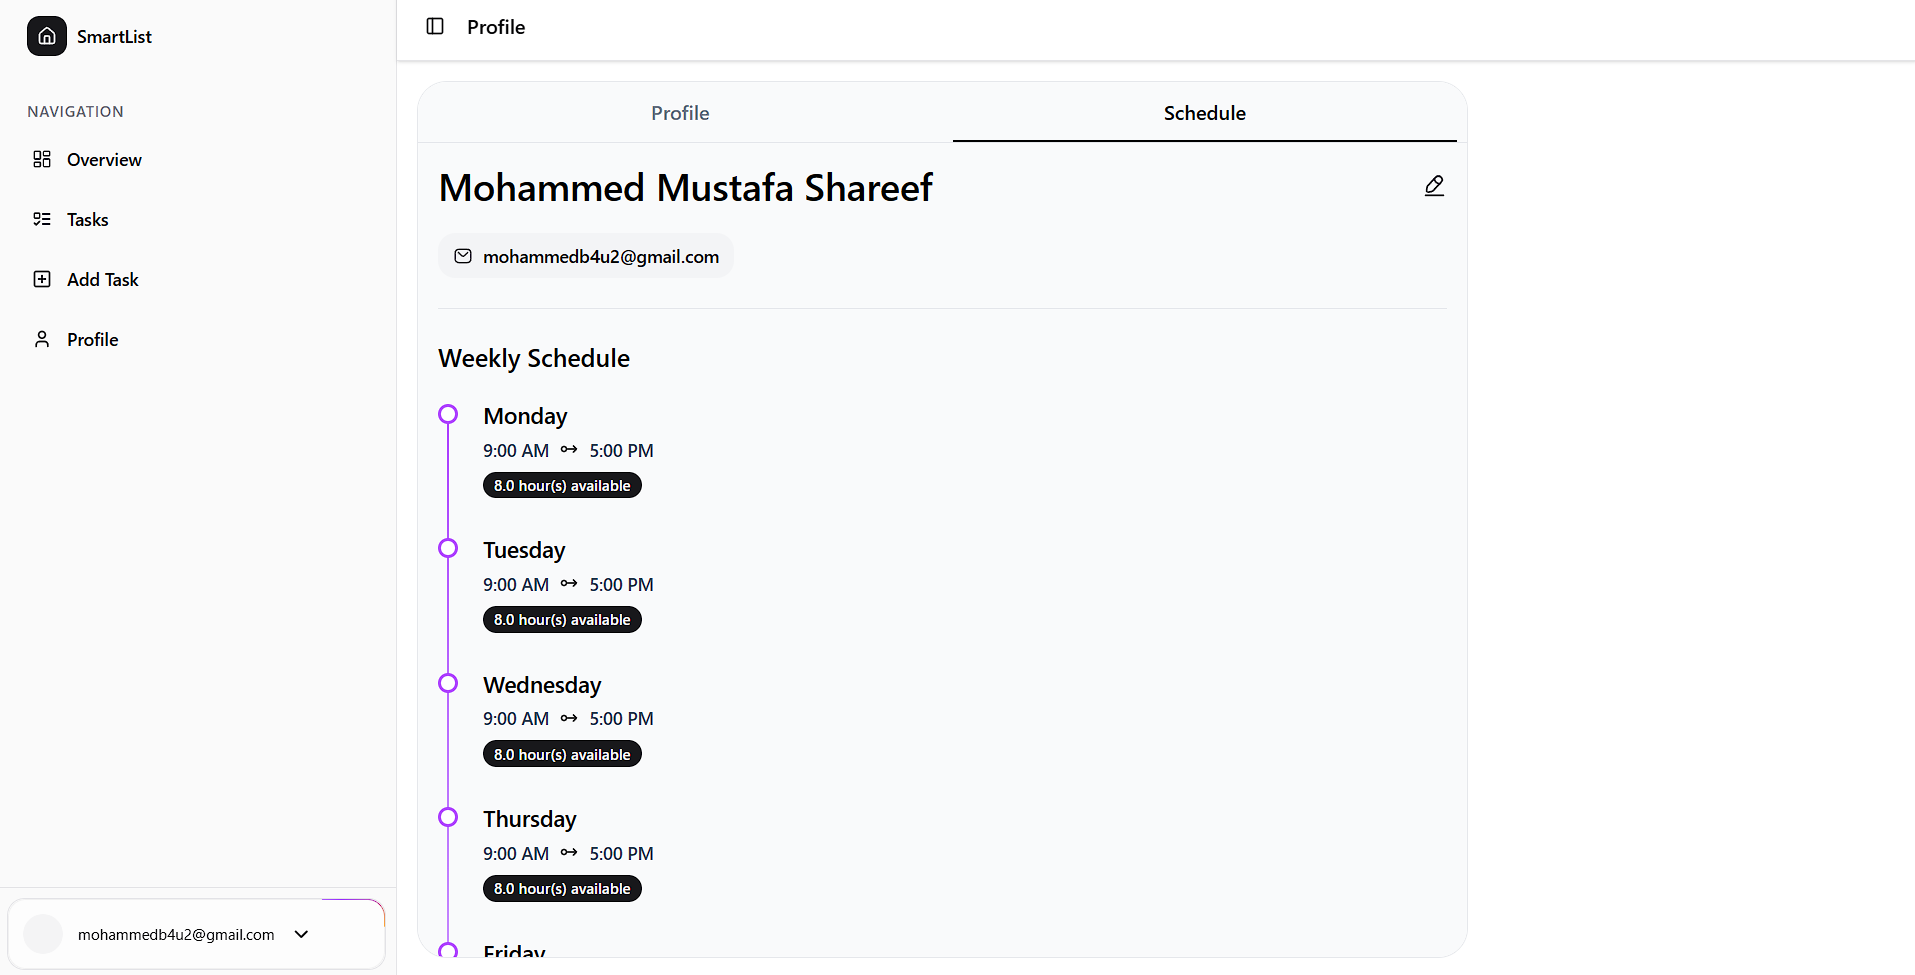 SmartList
NAVIGATION
Overview
Tasks
Add Task
Profile
mohammedb4u2@gmail.com
Profile
Profile
Schedule
Mohammed Mustafa Shareef
mohammedb4u2@gmail.com
Weekly Schedule
Monday
9:00 AM 5:00 PM
8.0 hour(s) available
Tuesday
9:00 AM 5:00 PM
8.0 hour(s) available
Wednesday
9:00 AM 5:00 PM
8.0 hour(s) available
Thursday
9:00 AM 5:00 PM
8.0 hour(s) available
Friday